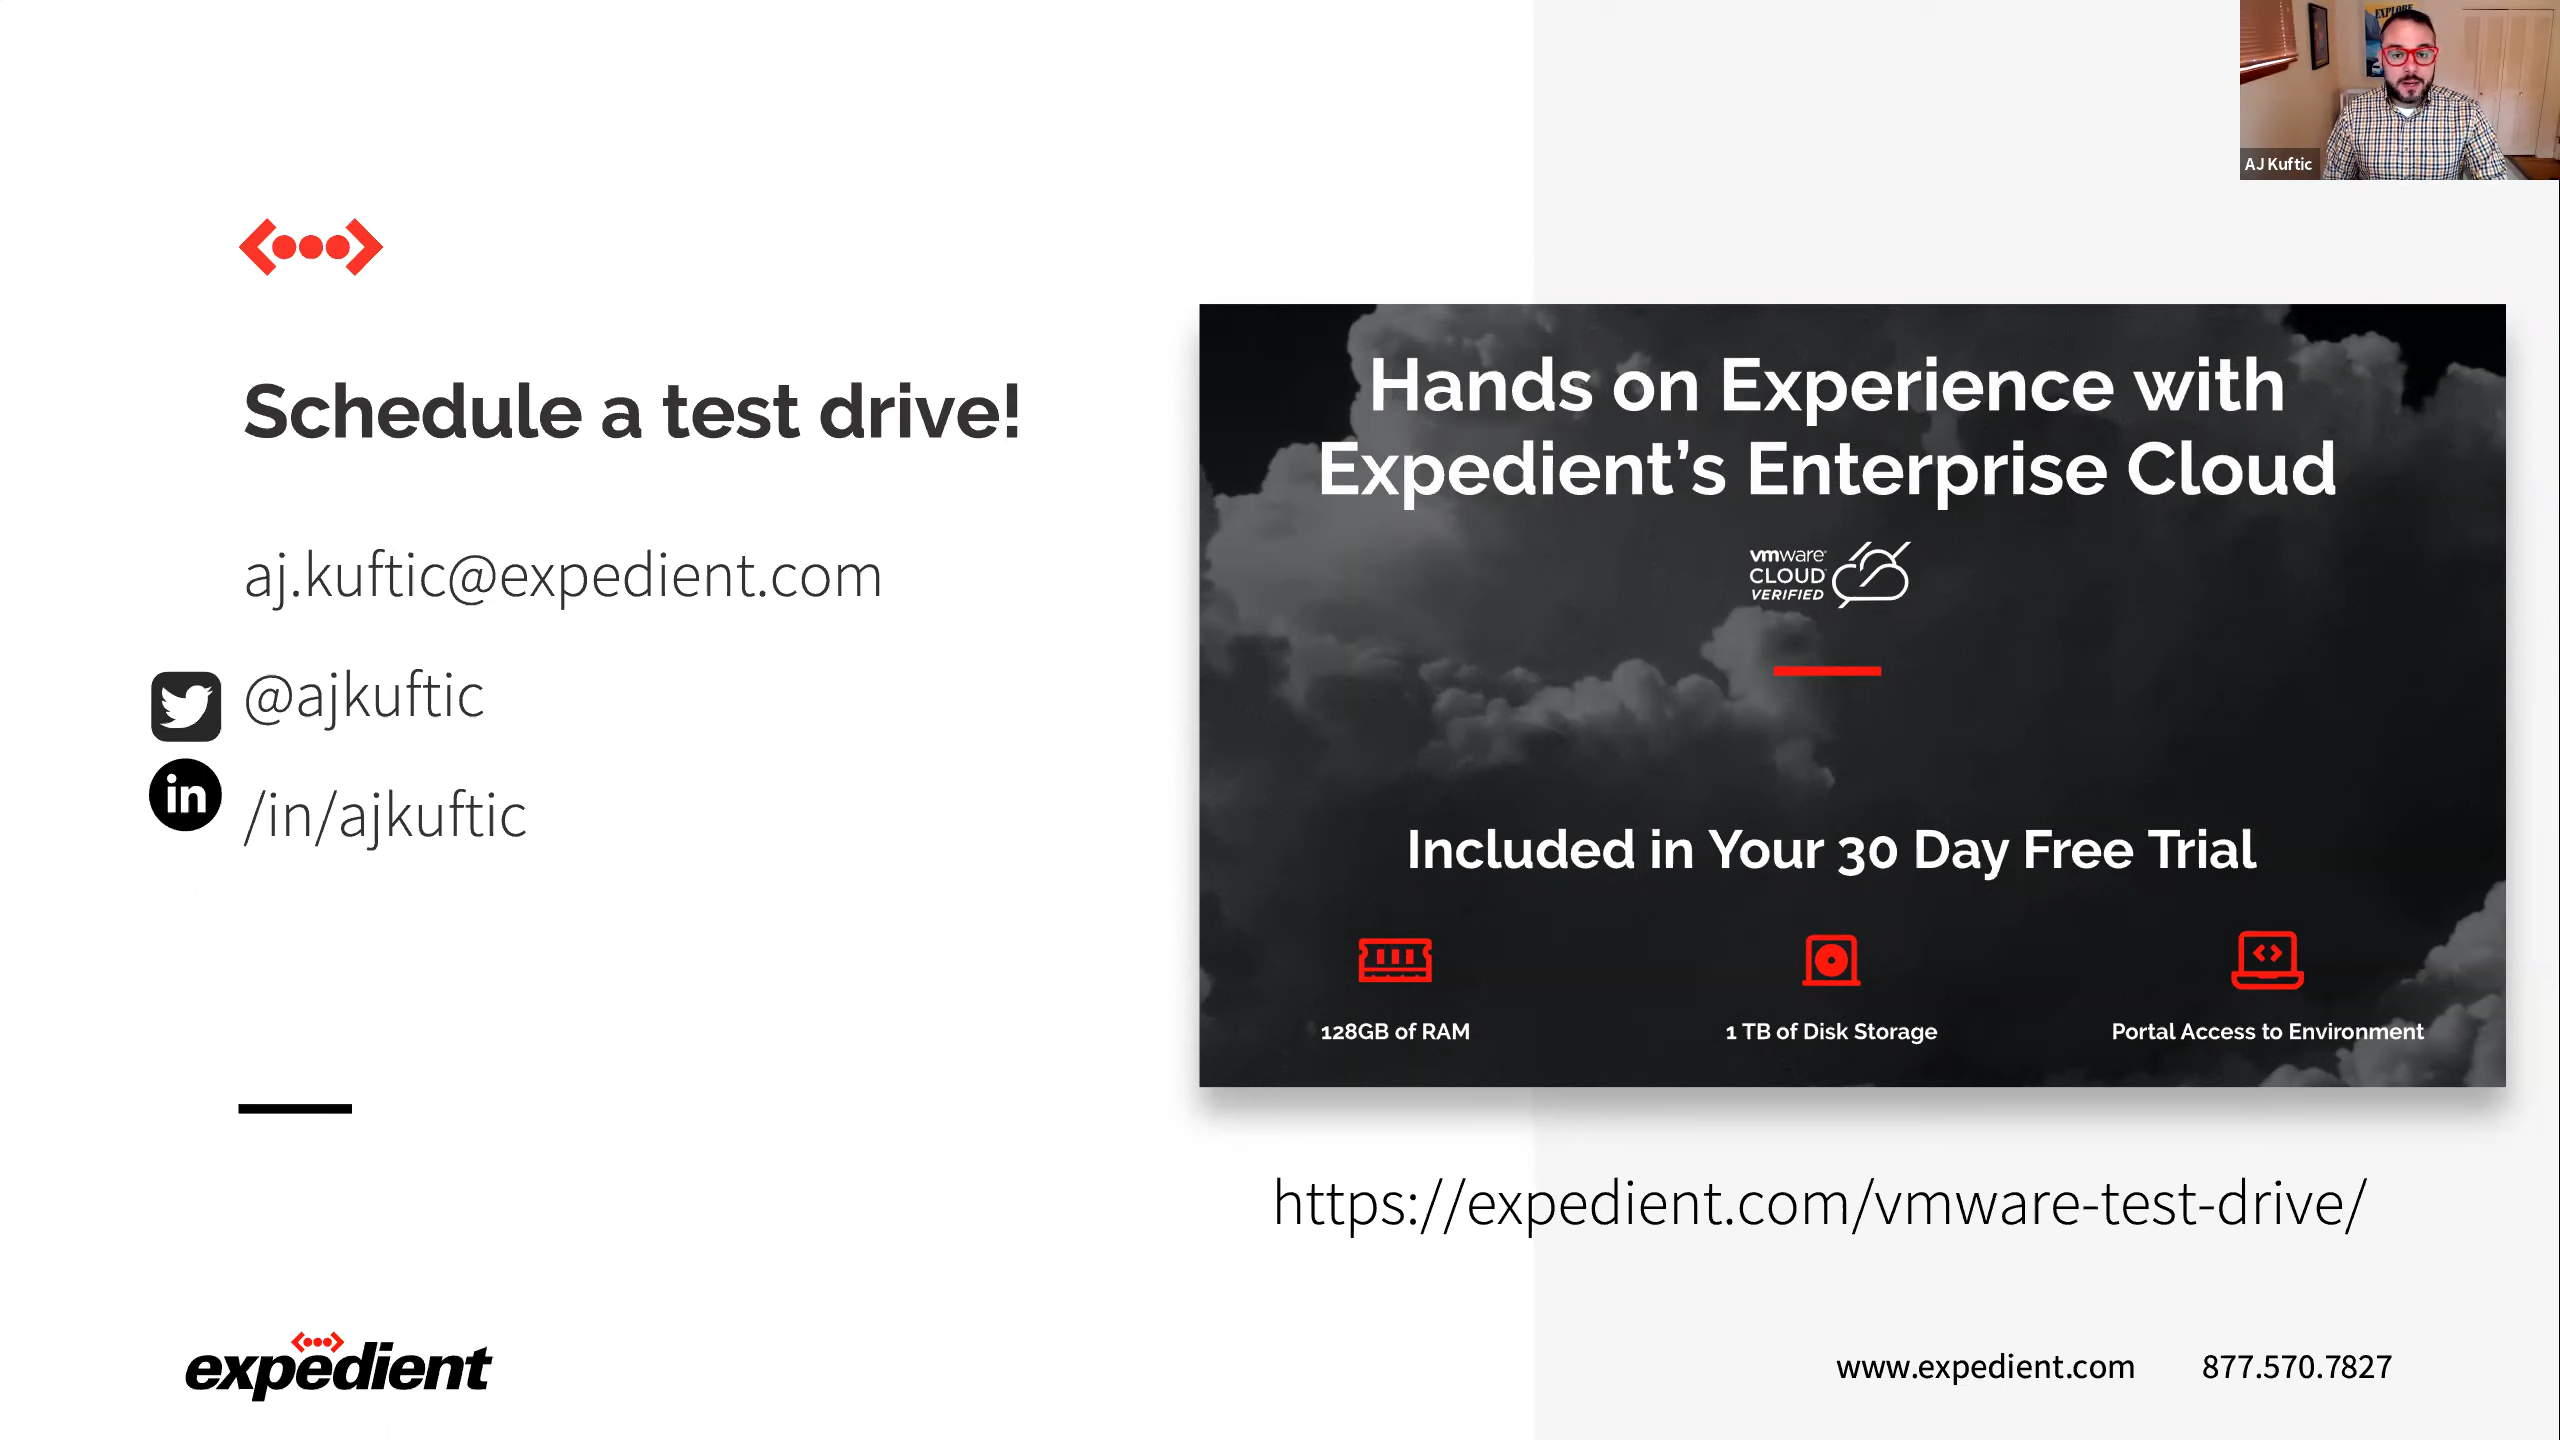 EXPLORE
AJ Kuftic
Schedule a test drive!
aj.kuftic@expedient.com
@ajkuftic
in
/in/ajkuftic
Hands on Experience with
Expedient’s Enterprise Cloud
vmware
CLOUD
VERIFIED
Included in Your 30 Day Free Trial
128GB of RAM
1 TB of Disk Storage
Portal Access to Environment
https://expedient.com/vmware-test-drive/
expedient
www.expedient.com
877.570.7827